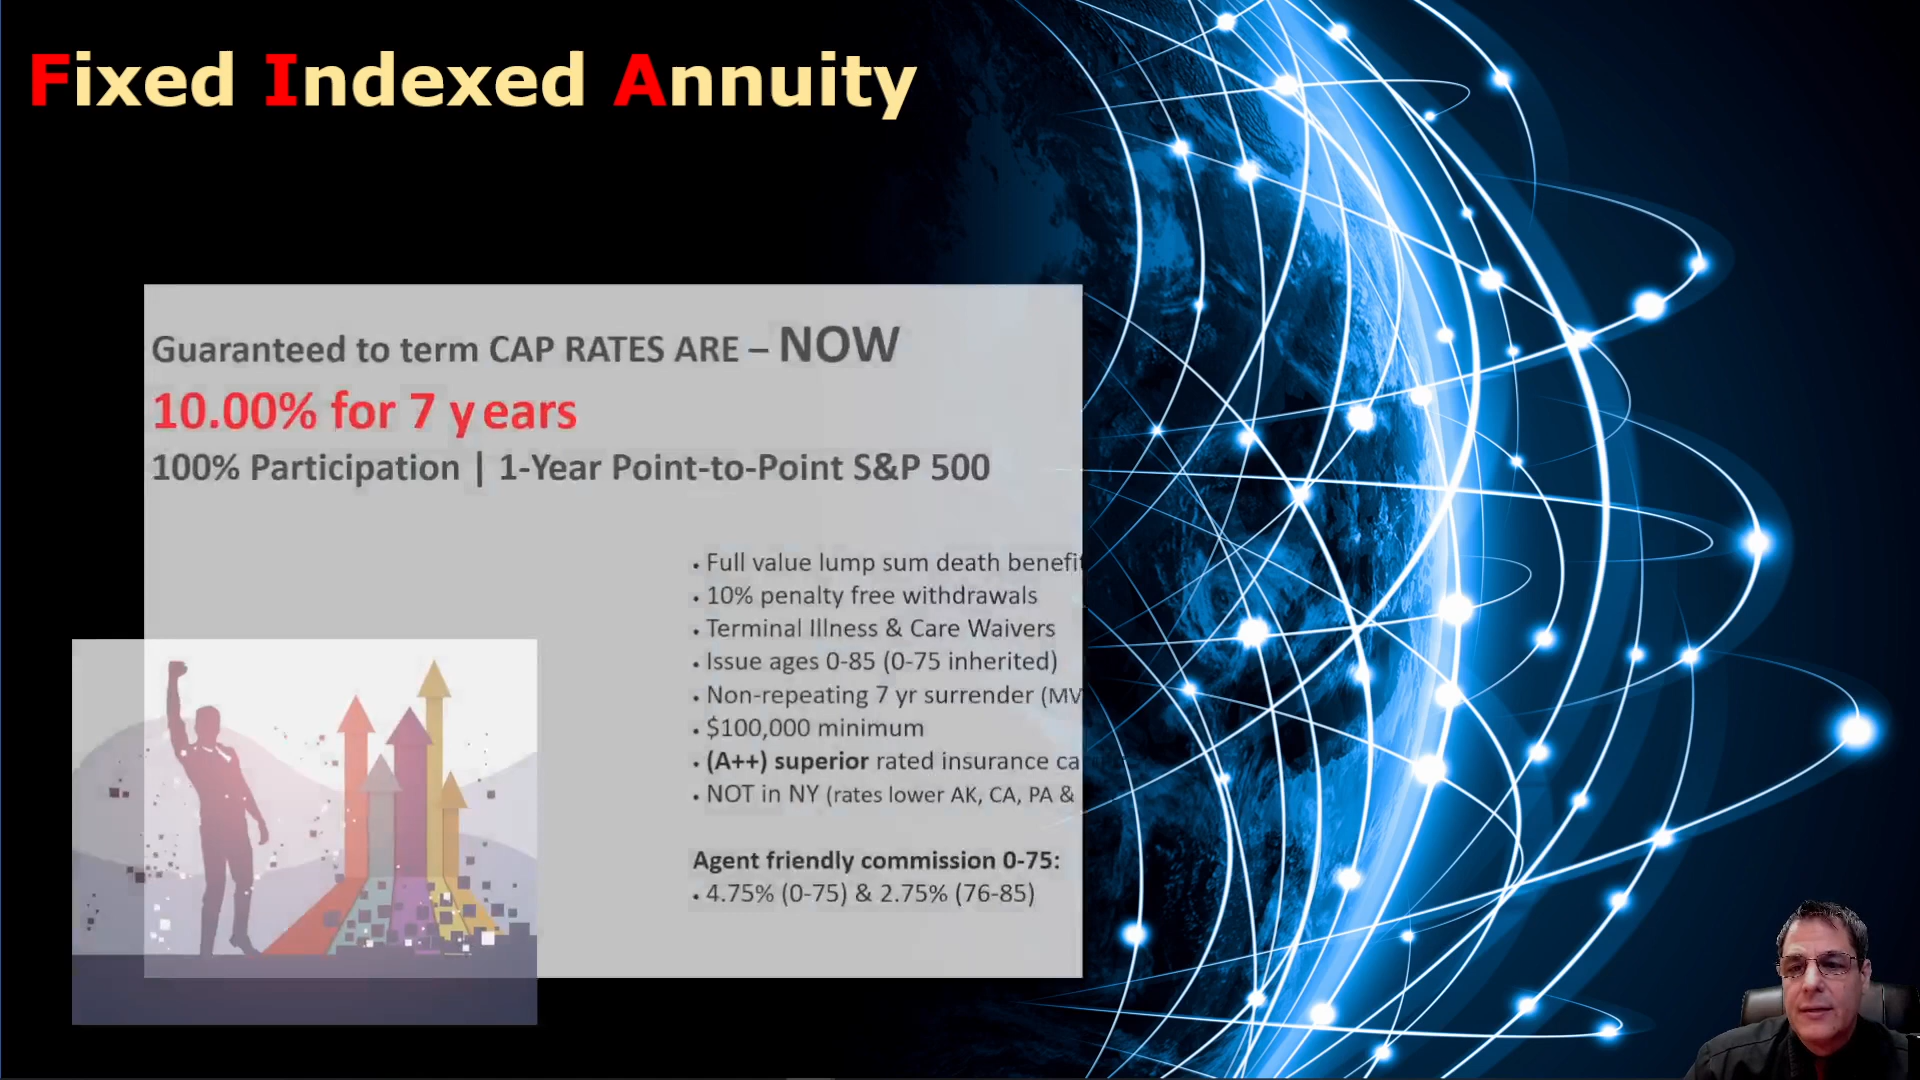 Fixed Indexed Annuity
Guaranteed to term CAP RATES ARE – NOW
10.00% for 7 years
100% Participation | 1-Year Point-to-Point S&P 500
• Full value lump sum death benefit
• 10% penalty free withdrawals
• Terminal Illness & Care Waivers
• Issue ages 0-85 (0-75 inherited)
• Non-repeating 7 yr surrender (MV
• $100,000 minimum
• (A++) superior rated insurance ca
• NOT in NY (rates lower AK, CA, PA &
Agent friendly commission 0-75:
• 4.75% (0-75) & 2.75% (76-85)